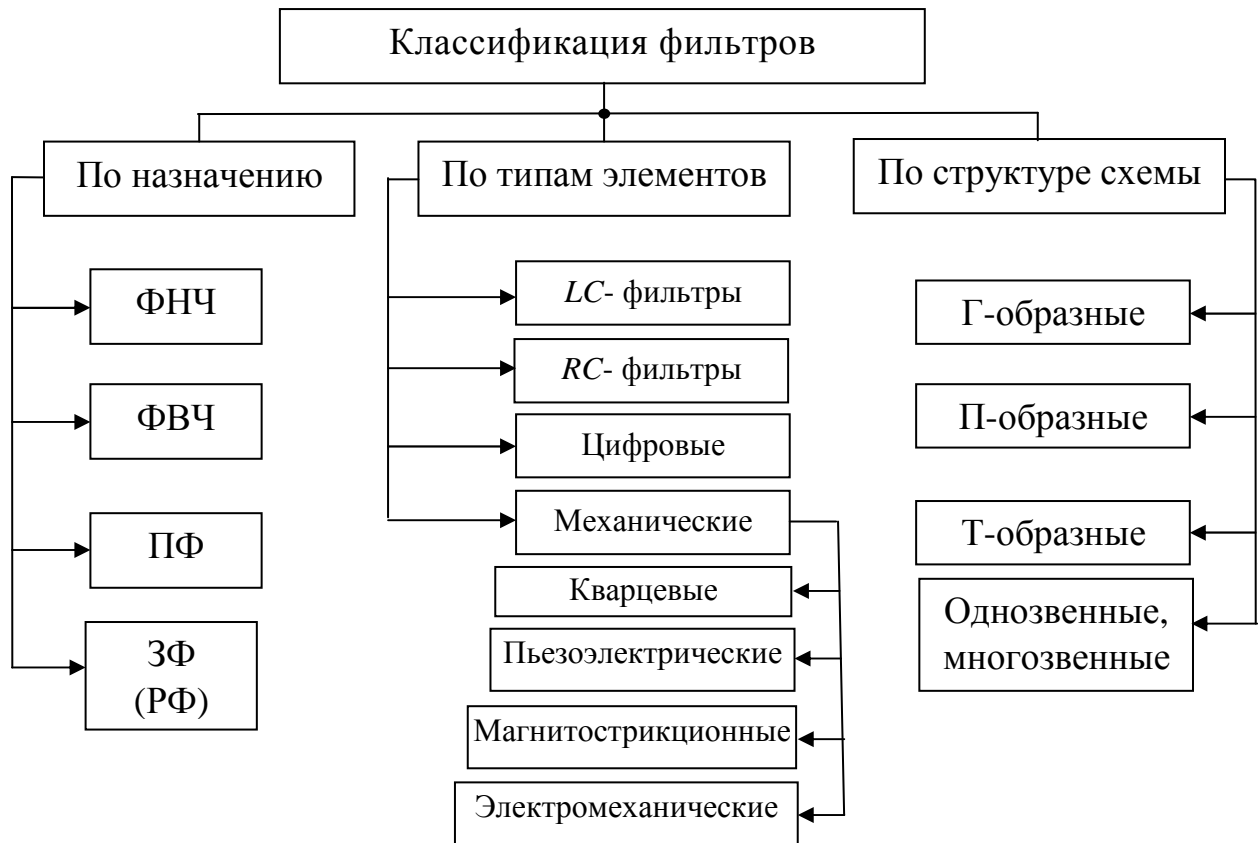 Классификация фильтров
По назначению
ФНЧ
ФВЧ
ПФ
ЗФ
(РФ)
По типам элементов
LC- фильтры
RC- фильтры
Цифровые
Механические
Кварцевые
Пьезоэлектрические
Магнитострикционные
Электромеханические
По структуре схемы
Г-образные
П-образные
Т-образные
Однозвенные,
многозвенные